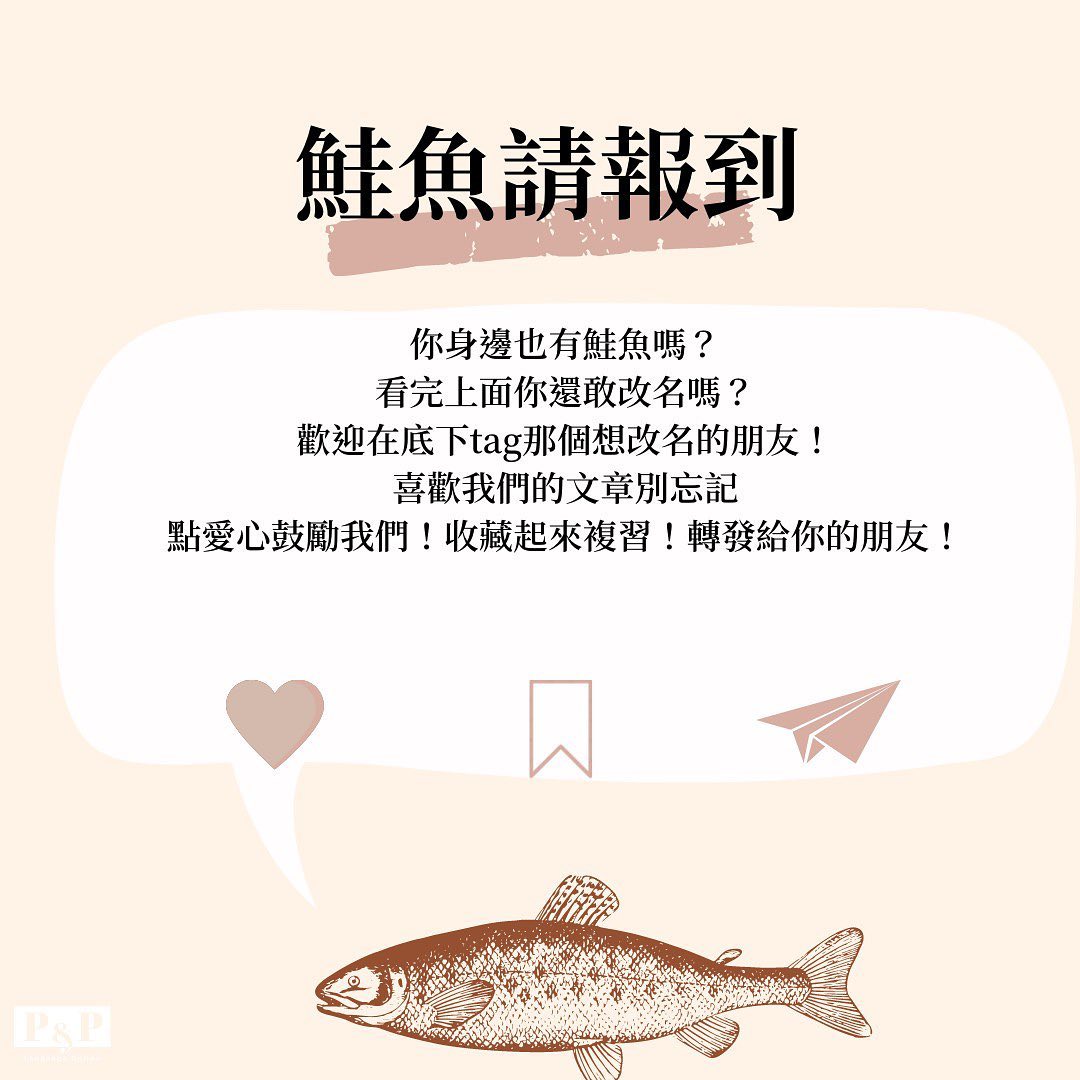 鮭魚請報到
你身邊也有鮭魚嗎？
看完上面你還敢改名嗎？
歡迎在底下tag那個想改名的朋友！
喜歡我們的文章別忘記
點愛心鼓勵我們！收藏起來複習！轉發給你的朋友！
P&P